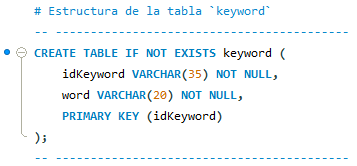 # Estructura de la tabla `keyword`
-- ----------------------------------------
CREATE TABLE IF NOT EXISTS keyword (
idKeyword VARCHAR(35) NOT NULL,
word VARCHAR(20) NOT NULL,
PRIMARY KEY (idKeyword)
);
-- ----------------------------------------